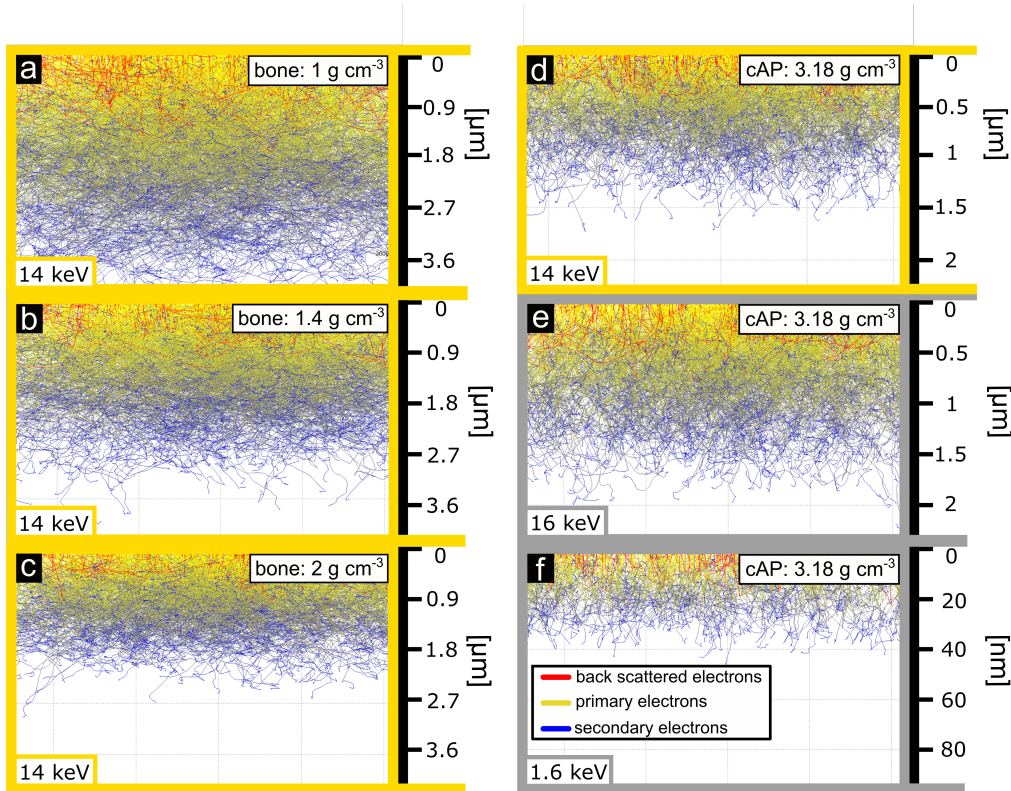 a
bone: 1 g cm-3
0
0.9
1.8
2.7
3.6
[µm]
14 keV
b
bone: 1.4 g cm-3
0
0.9
1.8
2.7
3.6
[µm]
14 keV
c
bone: 2 g cm-3
0
0.9
1.8
2.7
3.6
[µm]
14 keV
d
cAP: 3.18 g cm-3
0
0.5
1
1.5
2
[µm]
14 keV
e
cAP: 3.18 g cm-3
0
0.5
1
1.5
2
[µm]
16 keV
f
cAP: 3.18 g cm-3
0
20
40
60
80
[nm]
back scattered electrons
primary electrons
secondary electrons
1.6 keV